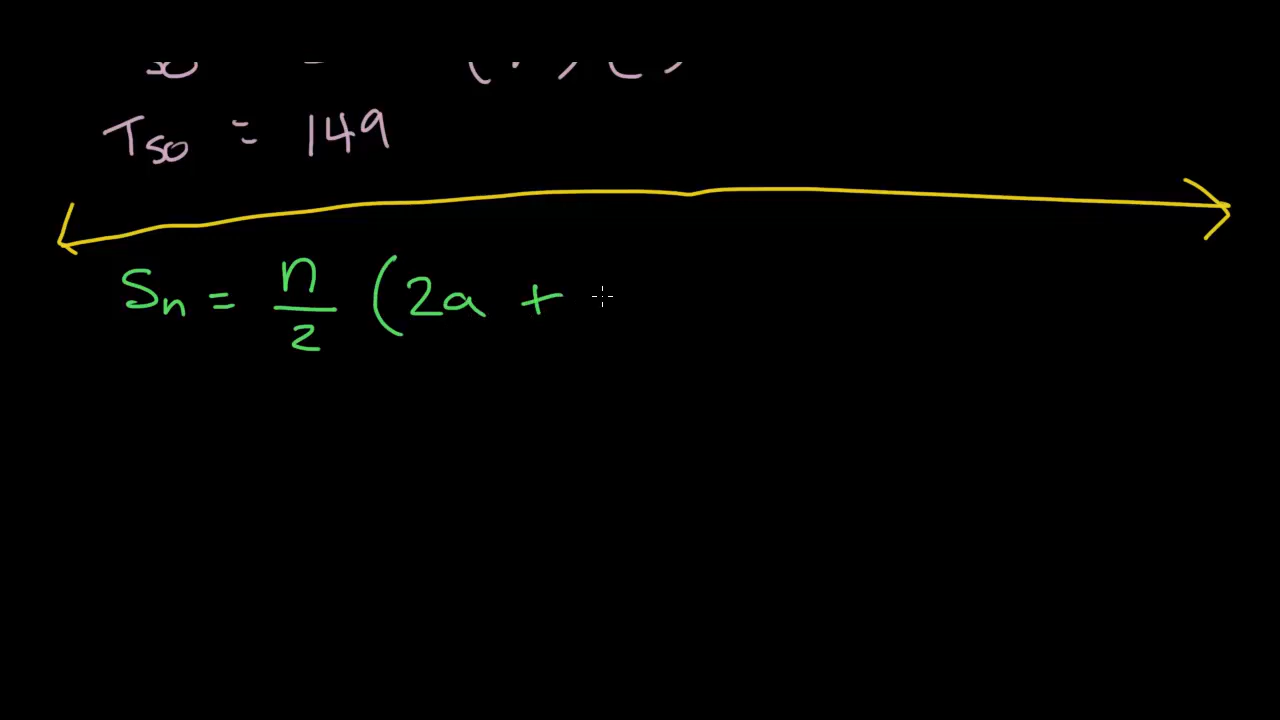 T₅₀ = 149
Sₙ = n/2 (2a +